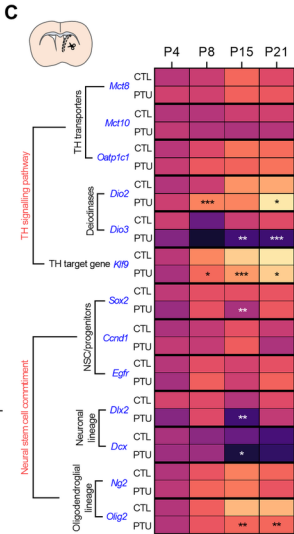 C
P4 P8 P15 P21
TH signalling pathway
TH transporters
Mct8
CTL
PTU
Mct10
CTL
PTU
Oatp1c1
CTL
PTU
Deiodinases
Dio2
CTL
PTU *** *
Dio3
CTL
PTU ** ***
TH target gene Klf9
CTL
PTU * *** *
Neural stem cell commtiment
NSC/progenitors
Sox2
CTL
PTU **
Ccnd1
CTL
PTU
Egfr
CTL
PTU
Neuronal
lineage
Dlx2
CTL
PTU **
Dcx
CTL
PTU *
Oligodendroglial
lineage
Ng2
CTL
PTU
Olig2
CTL
PTU ** **